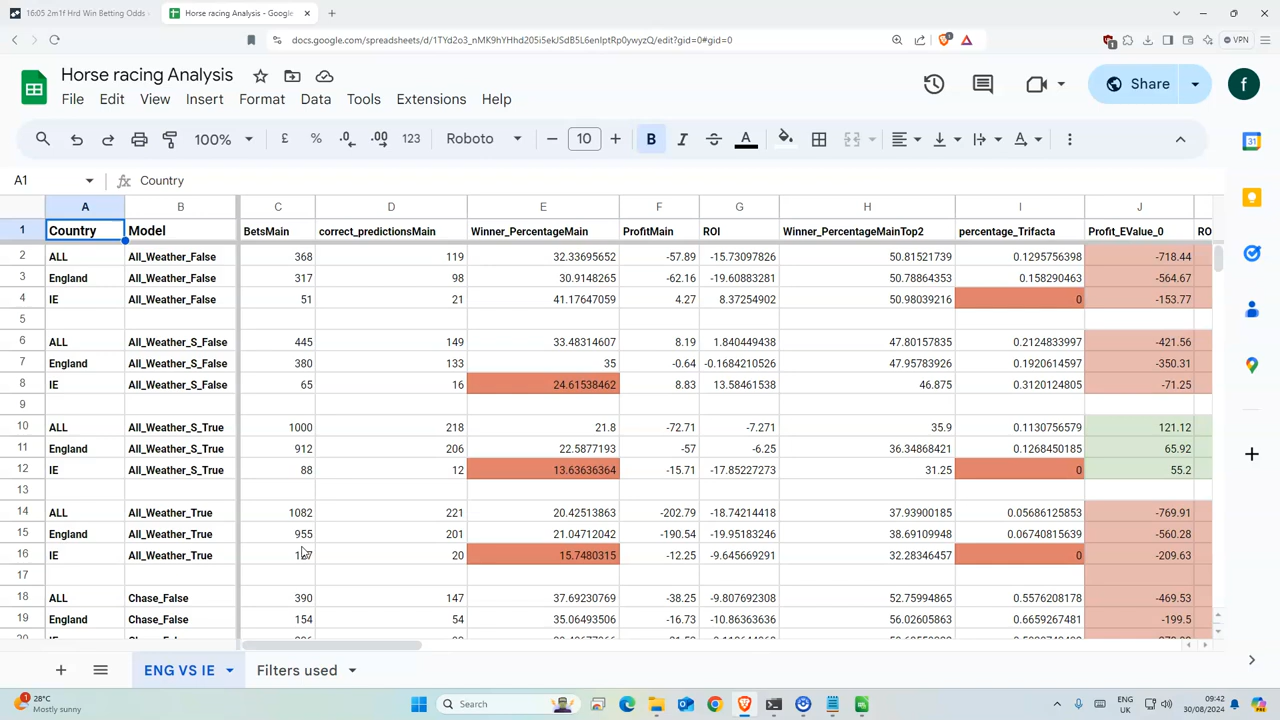 16:05 2m1f Hrd Win Betting Odds
Horse racing Analysis - Google
docs.google.com/spreadsheets/d/1TYd2o3_nMK9hYHhd205i5ekJSdB5L6enIptRp0ywyzQ/edit?gid=0#gid=0
1
VPN
Horse racing Analysis
File Edit View Insert Format Data Tools Extensions Help
Share
f
100% £ % .0 .00 123 Roboto 10 B I S A
31
A1 fx Country
A B C D E F G H I J
1 Country Model BetsMain correct_predictionsMain Winner_PercentageMain ProfitMain ROI Winner_PercentageMainTop2 percentage_Trifacta Profit_EValue_0 RO
2 ALL All_Weather_False 368 119 32.33695652 -57.89 -15.73097826 50.81521739 0.1295756398 -718.44
3 England All_Weather_False 317 98 30.9148265 -62.16 -19.60883281 50.78864353 0.158290463 -564.67
4 IE All_Weather_False 51 21 41.17647059 4.27 8.37254902 50.98039216 0 -153.77
5
6 ALL All_Weather_S_False 445 149 33.48314607 8.19 1.840449438 47.80157835 0.2124833997 -421.56
7 England All_Weather_S_False 380 133 35 -0.64 -0.1684210526 47.95783926 0.1920614597 -350.31
8 IE All_Weather_S_False 65 16 24.61538462 8.83 13.58461538 46.875 0.3120124805 -71.25
9
10 ALL All_Weather_S_True 1000 218 21.8 -72.71 -7.271 35.9 0.1130756579 121.12
11 England All_Weather_S_True 912 206 22.5877193 -57 -6.25 36.34868421 0.1268450185 65.92
12 IE All_Weather_S_True 88 12 13.63636364 -15.71 -17.85227273 31.25 0 55.2
13
14 ALL All_Weather_True 1082 221 20.42513863 -202.79 -18.74214418 37.93900185 0.05686125853 -769.91
15 England All_Weather_True 955 201 21.04712042 -190.54 -19.95183246 38.69109948 0.06740815639 -560.28
16 IE All_Weather_True 20 15.7480315 -12.25 -9.645669291 32.28346457 0 -209.63
17
18 ALL Chase_False 390 147 37.69230769 -38.25 -9.807692308 52.75994865 0.5576208178 -469.53
19 England Chase_False 154 54 35.06493506 -16.73 -10.86363636 56.02605863 0.6659267481 -199.5
ENG VS IE Filters used
28°C
Mostly sunny
Search
ENG
UK
09:42
30/08/2024